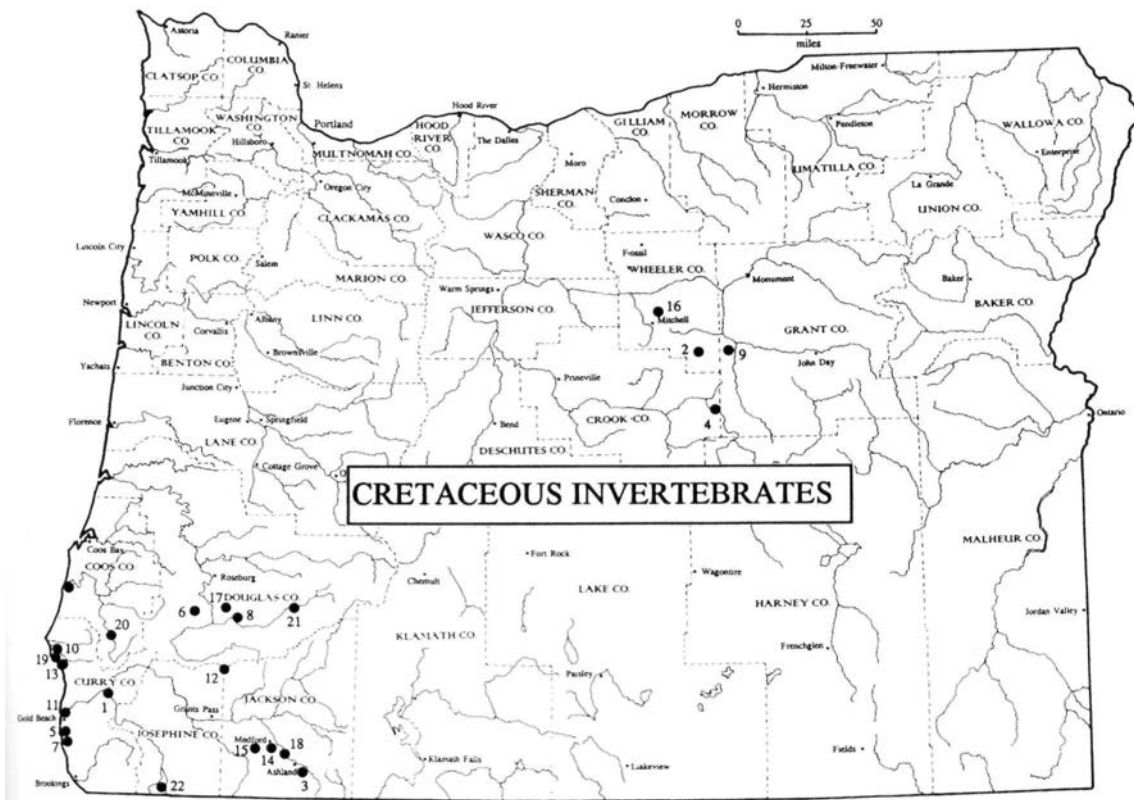 0 25 50
miles
Astoria
Ranier
COLUMBIA
CO.
CLATSOP CO.
St Helens
Milton-Freewater
Hermiston
WASHINGTON
CO.
Portland
Hood River
HOOD
RIVER
CO.
The Dalles
GILLIAM
CO.
MORROW
CO.
Pendleton
WALLOWA CO.
Enterprise
TILLAMOOK
CO.
Hillsboro
MULTNOMAH CO.
Moro
UMATILLA CO.
Tillamook
Oregon City
SHERMAN
CO.
Condon
La Grande
UNION CO.
McMinnville
YAMHILL CO.
CLACKAMAS
CO.
WASCO CO.
Lincoln City
POLK CO.
Salem
Fossil
WHEELER CO.
Monument
Baker
MARION CO.
Warm Springs
Newport
JEFFERSON CO.
16
Mitchell
BAKER CO.
LINCOLN
CO.
Corvallis
Albany
LINN CO.
GRANT CO.
Brownsville
2
9
John Day
BENTON CO.
Yachats
Junction City
Prineville
Florence
Eugene
Springfield
CROOK CO.
4
Ontario
LANE CO.
Bend
DESCHUTES CO.
Cottage Grove
CRETACEOUS INVERTEBRATES
MALHEUR CO.
Coos Bay
COOS CO.
Fort Rock
Roseburg
Chemult
Wagontire
LAKE CO.
HARNEY CO.
17
DOUGLAS CO.
6
8
21
Jordan Valley
20
KLAMATH CO.
10
19
13
Frenchglen
12
Paisley
CURRY CO.
1
JACKSON CO.
11
Gold Beach
Grants Pass
5
JOSEPHINE CO.
Medford
7
15
14
18
Fields
Ashland
3
Klamath Falls
Lakeview
Brookings
22